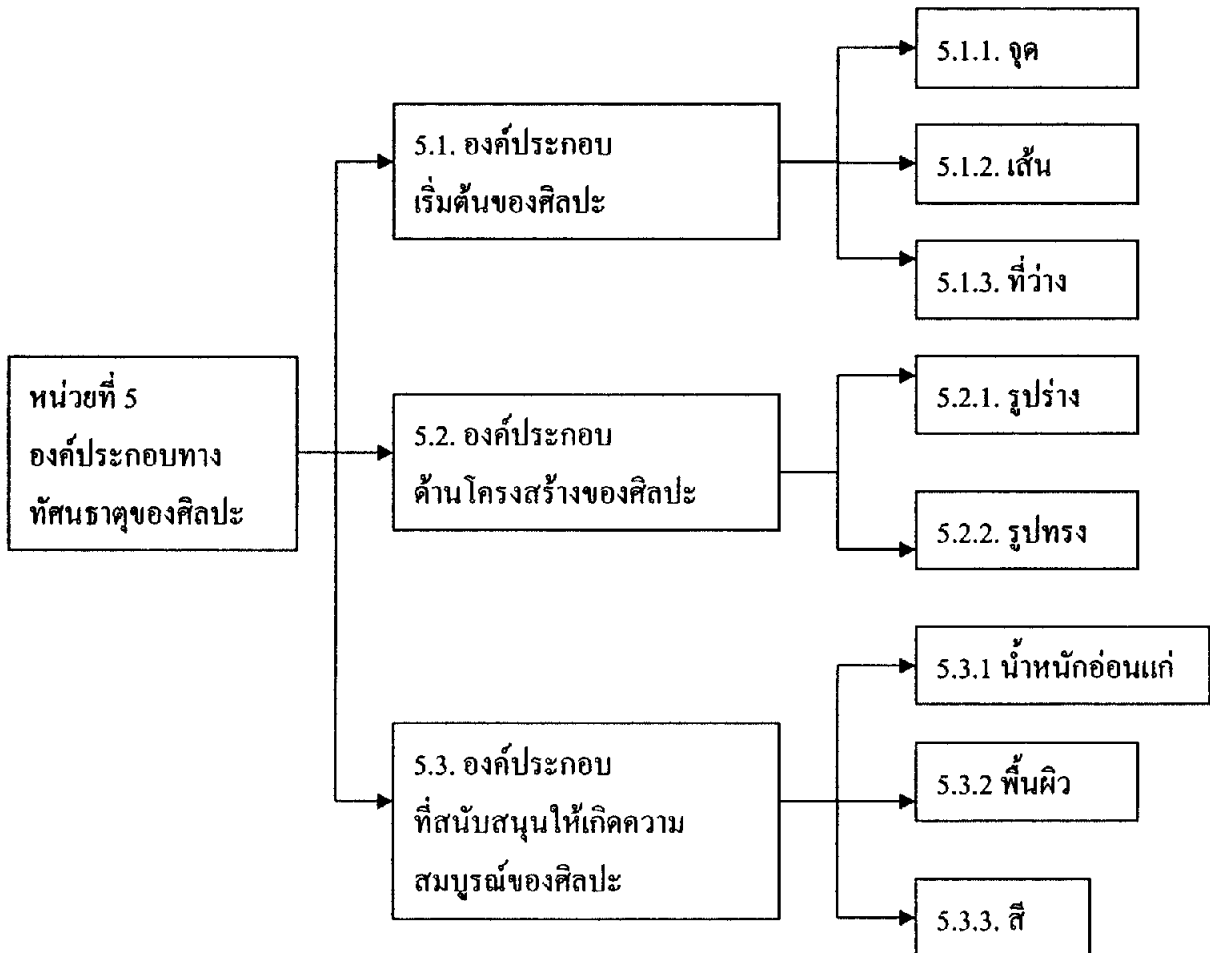 หน่วยที่ 5
องค์ประกอบทาง
ทัศนธาตุของศิลปะ
5.1. องค์ประกอบ
เริ่มต้นของศิลปะ
5.1.1. จุด
5.1.2. เส้น
5.1.3. ที่ว่าง
5.2. องค์ประกอบ
ด้านโครงสร้างของศิลปะ
5.2.1. รูปร่าง
5.2.2. รูปทรง
5.3. องค์ประกอบ
ที่สนับสนุนให้เกิดความ
สมบูรณ์ของศิลปะ
5.3.1 น้ำหนักอ่อนแก่
5.3.2 พื้นผิว
5.3.3. สี